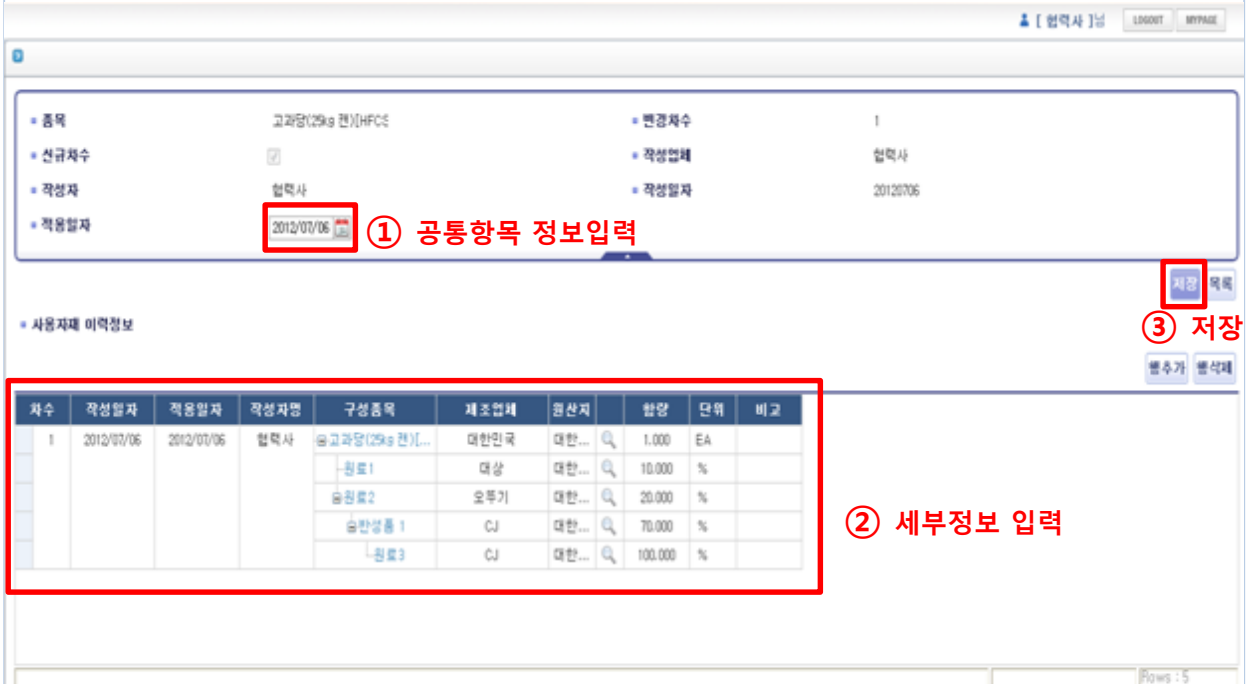 [ 협력사 ]님 LOGOUT MYPAGE
종목 고과당(25kg 캔)[HFCS 변경차수 1
신규차수 작성업체 협력사
작성자 협력사 작성일자 20120706
적용일자 2012/07/06 ① 공통항목 정보입력
저장 목록
사용자재 이력정보 ③ 저장
행추가 행삭제
차수 작성일자 적용일자 작성자명 구성종목 제조업체 원산지 함량 단위 비고
1 2012/07/06 2012/07/06 협력사 고과당(25kg 캔)[... 대한민국 대한... 1.000 EA
원료1 대상 대한... 10.000 %
원료2 오뚜기 대한... 20.000 %
반성품 1 CJ 대한... 70.000 %
② 세부정보 입력
원료3 CJ 대한... 100.000 %
Rows : 5